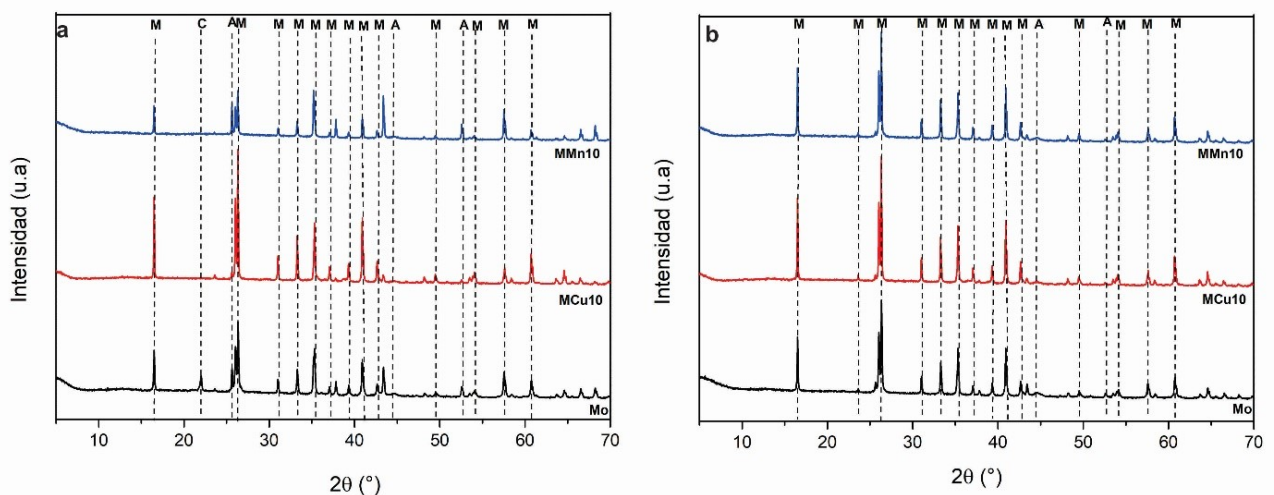 a
M C A M M M M M M M M A M A M M M
MMn10
MCu10
Mo
Intensidad (u.a)
10 20 30 40 50 60 70
2θ (°)
b
M M M M M M M M M M A M A M M M
MMn10
MCu10
Mo
Intensidad (u.a)
10 20 30 40 50 60 70
2θ (°)